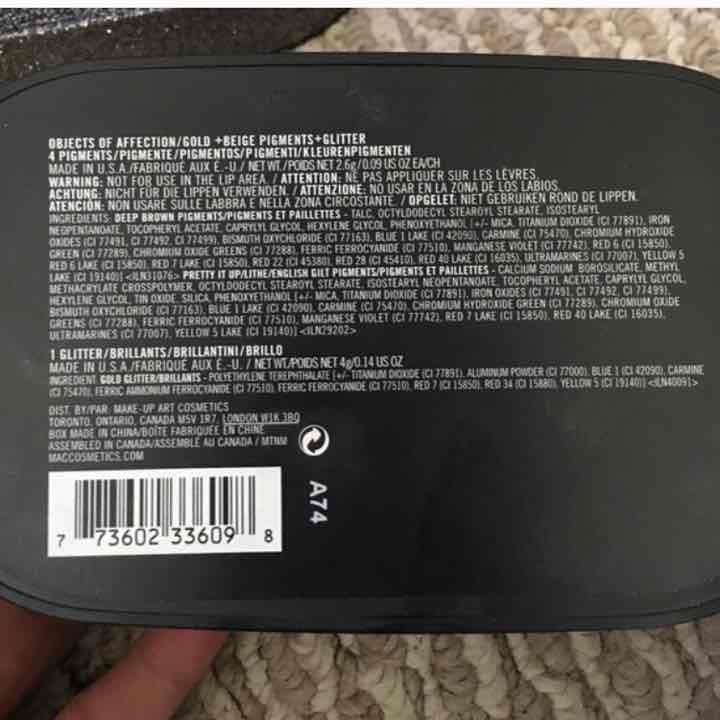 OBJECTS OF AFFECTION/GOLD +BEIGE PIGMENTS+GLITTER
4 PIGMENTS/PIGMENTE/PIGMENTOS/PIGMENTI/KLEURENPIGMENTEN
MADE IN U.S.A./FABRIQUÉ AUX É.-U./ NET WT./POIDS NET 2.6g/0.09 US OZ EA/CH
WARNING: NOT FOR USE IN THE LIP AREA. / ATTENTION: NE PAS APPLIQUER SUR LES LÈVRES.
ACHTUNG: NICHT FÜR DIE LIPPEN VERWENDEN. / ATTENZIONE: NO USAR EN LA ZONA DE LOS LABIOS.
ATENCIÓN: NON USARE SULLE LABBRA E NELLA ZONA CIRCOSTANTE. / OPGELET: NIET GEBRUIKEN ROND DE LIPPEN.
INGREDIENTS: DEEP BROWN PIGMENTS/PIGMENTS ET PAILLETTES - TALC, OCTYLDODECYL STEAROYL STEARATE, ISOSTEARYL
NEOPENTANOATE, TOCOPHERYL ACETATE, CAPRYLYL GLYCOL, HEXYLENE GLYCOL, PHENOXYETHANOL [+/- MICA, TITANIUM DIOXIDE (CI 77891), IRON
OXIDES (CI 77491, CI 77492, CI 77499), BISMUTH OXYCHLORIDE (CI 77163), BLUE 1 LAKE (CI 42090), CARMINE (CI 75470), CHROMIUM HYDROXIDE
GREEN (CI 77289), CHROMIUM OXIDE GREENS (CI 77288), FERRIC FERROCYANIDE (CI 77510), MANGANESE VIOLET (CI 77742), RED 6 (CI 15850),
RED 6 LAKE (CI 15850), RED 7 LAKE (CI 15850), RED 22 (CI 45380), RED 28 (CI 45410), RED 40 LAKE (CI 16035), ULTRAMARINES (CI 77007), YELLOW 5
LAKE (CI 19140)] <ILN31076> PRETTY IT UP/LITHE/ENGLISH GILT PIGMENTS/PIGMENTS ET PAILLETTES - CALCIUM SODIUM BOROSILICATE, METHYL
METHACRYLATE CROSSPOLYMER, OCTYLDODECYL STEAROYL STEARATE, ISOSTEARYL NEOPENTANOATE, TOCOPHERYL ACETATE, CAPRYLYL GLYCOL,
HEXYLENE GLYCOL, TIN OXIDE, SILICA, PHENOXYETHANOL [+/- MICA, TITANIUM DIOXIDE (CI 77891), IRON OXIDES (CI 77491, CI 77492, CI 77499),
BISMUTH OXYCHLORIDE (CI 77163), BLUE 1 LAKE (CI 42090), CARMINE (CI 75470), CHROMIUM HYDROXIDE GREEN (CI 77289), CHROMIUM OXIDE
GREENS (CI 77288), FERRIC FERROCYANIDE (CI 77510), MANGANESE VIOLET (CI 77742), RED 7 LAKE (CI 15850), RED 40 LAKE (CI 16035),
ULTRAMARINES (CI 77007), YELLOW 5 LAKE (CI 19140)] <ILN29202>
1 GLITTER/BRILLANTS/BRILLANTINI/BRILLO
MADE IN U.S.A./FABRIQUÉ AUX É.-U. / NET WT./POIDS NET 4g/0.14 US OZ
INGREDIENT: GOLD GLITTER/BRILLANTS - POLYETHYLENE TEREPHTHALATE [+/- TITANIUM DIOXIDE (CI 77891), ALUMINUM POWDER (CI 77000), BLUE 1 (CI 42090), CARMINE
(CI 75470), FERRIC AMMONIUM FERROCYANIDE (CI 77510), FERRIC FERROCYANIDE (CI 77510), RED 7 (CI 15850), RED 34 (CI 15880), YELLOW 5 (CI 19140)] <ILN40091>
DIST. BY/PAR: MAKE-UP ART COSMETICS
TORONTO, ONTARIO, CANADA M5V 1R7, LONDON W1K 3BQ
BOX MADE IN CHINA/BOÎTE FABRIQUÉE EN CHINE
ASSEMBLED IN CANADA/ASSEMBLÉ AU CANADA / MTNM
MACCOSMETICS.COM
A74
7 73602 33609 8